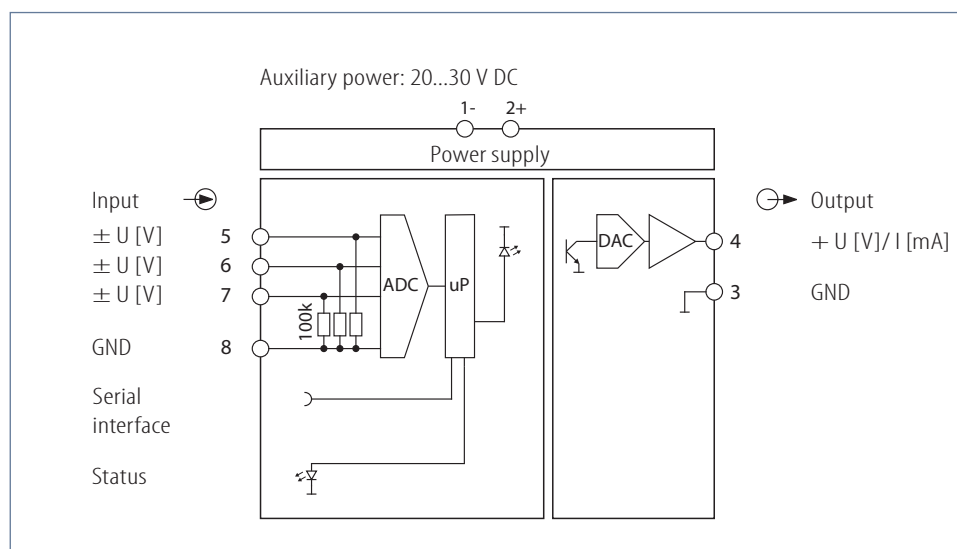 Auxiliary power: 20...30 V DC
1- 2+
Power supply
Input
Output
± U [V] 5
DAC
4 + U [V]/ I [mA]
± U [V] 6
ADC
uP
± U [V] 7
3 GND
100k
GND 8
Serial
interface
Status